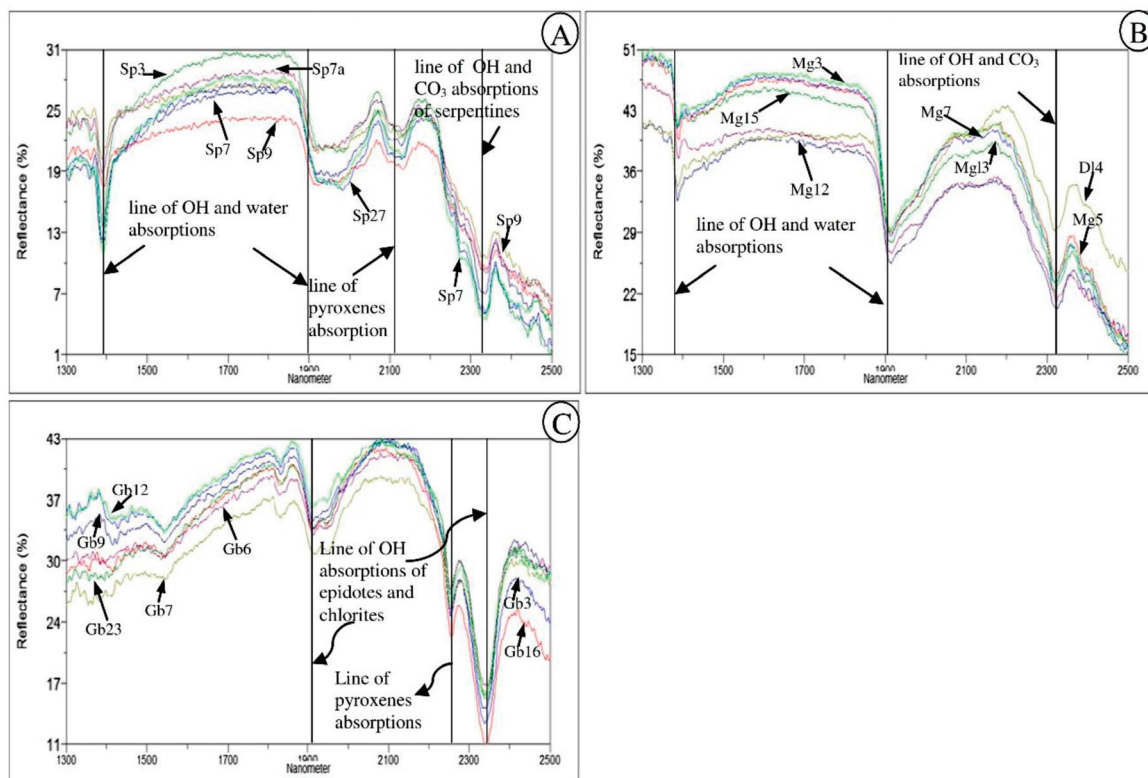 A
31
25
19
13
7
1
Reflectance (%)
Sp3
Sp7a
line of OH and
CO3 absorptions
of serpentines
Sp7
Sp9
Sp27
Sp9
Sp7
line of OH and water
absorptions
line of
pyroxenes
absorption
1300
1500
1700
1900
2100
2300
2500
Nanometer
B
51
43
36
29
22
15
Reflectance (%)
line of OH and CO3
absorptions
Mg3
Mg15
Mg7
Mg12
Mg13
Dl4
Mg5
line of OH and water
absorptions
1300
1500
1700
1900
2100
2300
2500
Nanometer
C
43
37
30
24
17
11
Reflectance (%)
Gb12
Gb9
Gb6
Gb7
Gb23
Line of OH
absorptions of
epidotes and
chlorites
Gb3
Gb16
Line of
pyroxenes
absorptions
1300
1500
1700
1900
2100
2300
2500
Nanometer